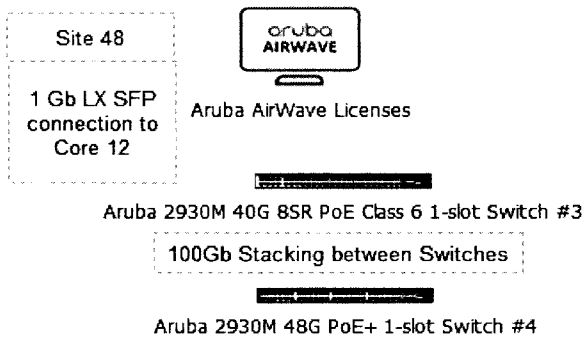 Site 48
aruba
AIRWAVE
1 Gb LX SFP
connection to
Core 12
Aruba AirWave Licenses
Aruba 2930M 40G 8SR PoE Class 6 1-slot Switch #3
100Gb Stacking between Switches
Aruba 2930M 48G PoE+ 1-slot Switch #4